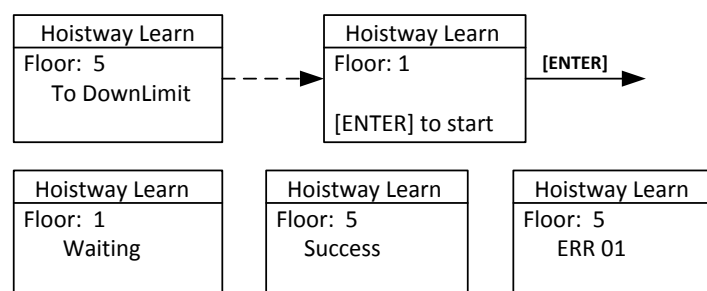 Hoistway Learn
Floor: 5
To DownLimit
Hoistway Learn
Floor: 1
[ENTER] to start
[ENTER]
Hoistway Learn
Floor: 1
Waiting
Hoistway Learn
Floor: 5
Success
Hoistway Learn
Floor: 5
ERR 01